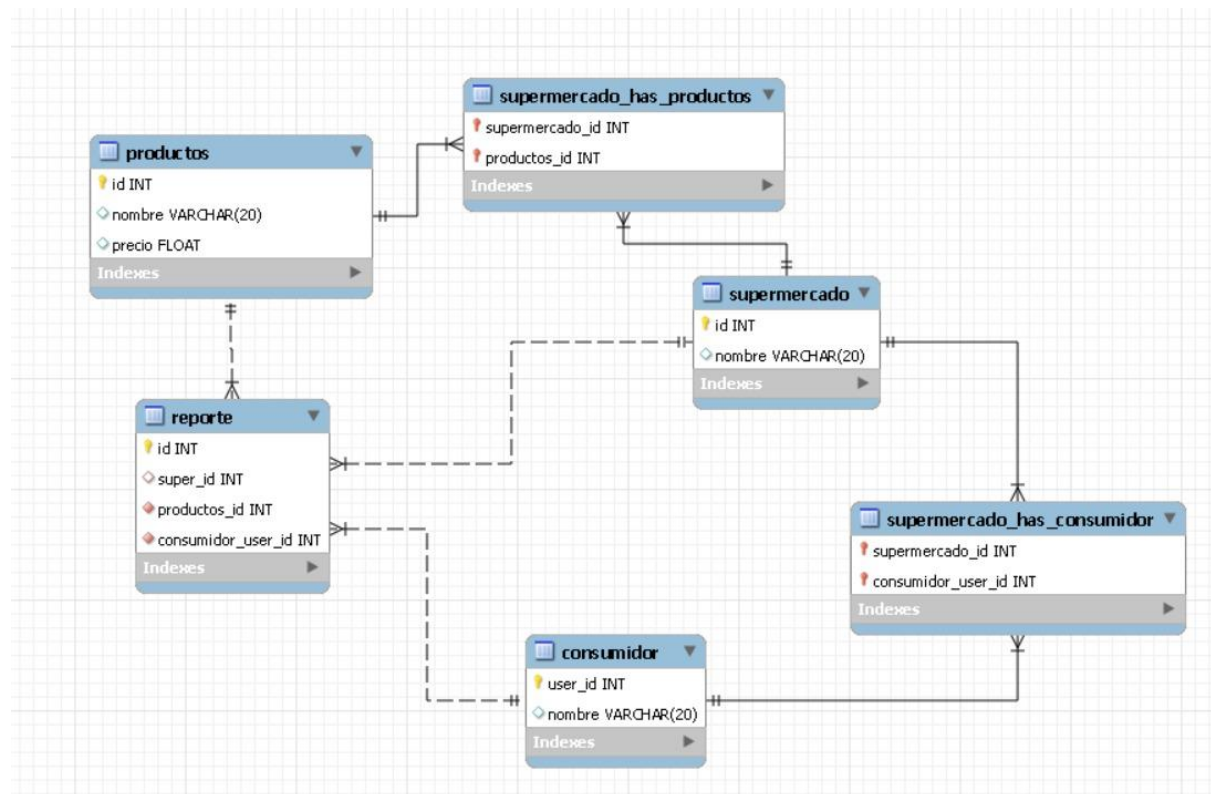 supermercado_has_productos
supermercado_id INT
productos_id INT
Indexes
productos
id INT
nombre VARCHAR(20)
precio FLOAT
Indexes
supermercado
id INT
nombre VARCHAR(20)
Indexes
reporte
id INT
super_id INT
productos_id INT
consumidor_user_id INT
Indexes
supermercado_has_consumidor
supermercado_id INT
consumidor_user_id INT
Indexes
consumidor
user_id INT
nombre VARCHAR(20)
Indexes